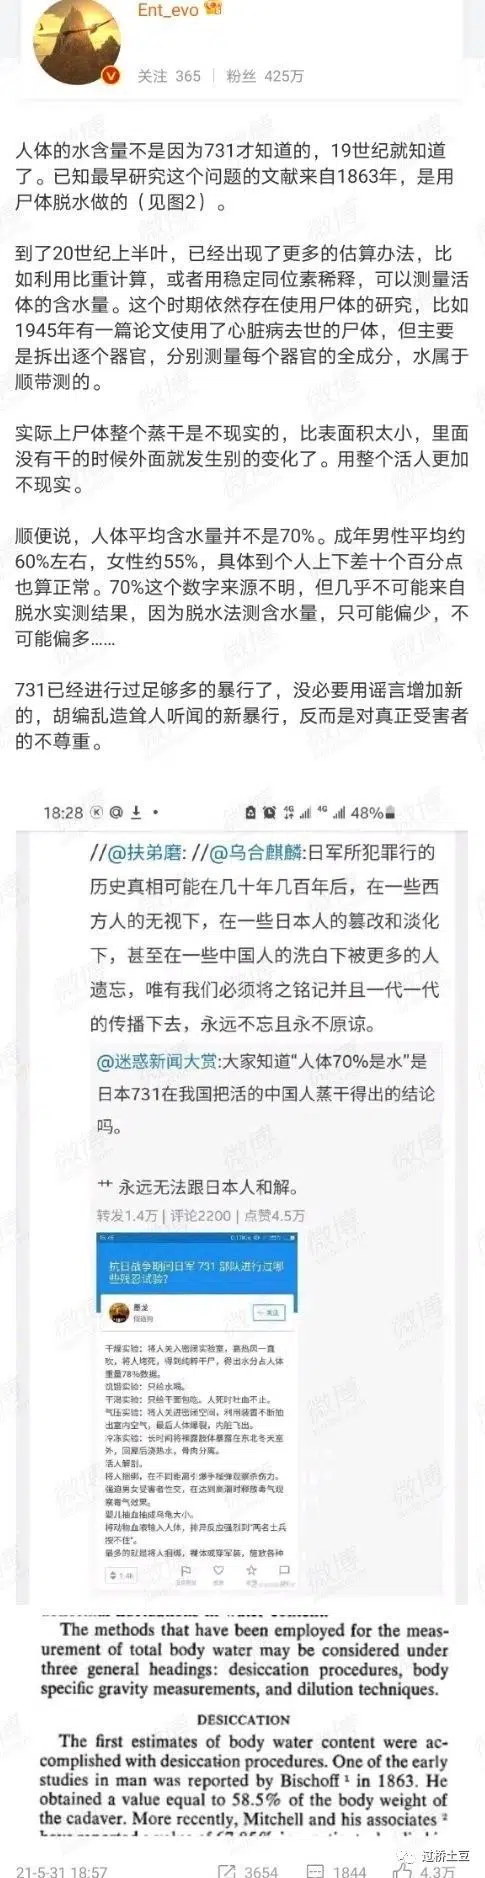 Ent_evo
关注 365 | 粉丝 425万
人体的水含量不是因为731才知道的，19世纪就知道
了。已知最早研究这个问题的文献来自1863年，是用
尸体脱水做的（见图2）。
到了20世纪上半叶，已经出现了更多的估算办法，比
如利用比重计算，或者用稳定同位素稀释，可以测量活
体的含水量。这个时期依然存在使用尸体的研究，比如
1945年有一篇论文使用了心脏病去世的尸体，但主要
是拆出逐个器官，分别测量每个器官的全成分，水属于
顺带测的。
实际上尸体整个蒸干是不现实的，比表面积太小，里面
没有干的时候外面就发生别的变化了。用整个活人更加
不现实。
顺便说，人体平均含水量并不是70%。成年男性平均约
60%左右，女性约55%，具体到个人上下差十个百分点
也算正常。70%这个数字来源不明，但几乎不可能来自
脱水实测结果，因为脱水法测含水量，只可能偏少，不
可能偏多……
731已经进行过足够多的暴行了，没必要用谣言增加新
的，胡编乱造耸人听闻的新暴行，反而是对真正受害者
的不尊重。
18:28 48%
//@扶弟磨: //@乌合麒麟:日军所犯罪行的
历史真相可能在几十年几百年后，在一些西
方人的无视下，在一些日本人的篡改和淡化
下，甚至在一些中国人的洗白下被更多的人
遗忘，唯有我们必须将之铭记并且一代一代
的传播下去，永远不忘且永不原谅。
@迷惑新闻大赏:大家知道“人体70%是水”是
日本731在我国把活的中国人蒸干得出的结论
吗。
艹 永远无法跟日本人和解。
转发1.4万 | 评论2200 | 点赞4.5万
抗日战争期间日军 731 部队进行过哪
些残忍试验？
墨龙
关注
干燥实验：将人关入密闭实验室，高热风一直
吹，将人烤死，得到纯粹干尸，得出水分占人体
重量78%数据。
饥饿实验：只给水喝。
干渴实验：只给干面包吃。人死时吐血不止。
气压实验：将人关进密闭空间，利用装置不断抽
出室内空气，最后人体爆裂，内脏飞出。
冷冻实验：长时间将裸露肢体暴露在东北冬天室
外，回屋后浇热水，骨肉分离。
活人解剖。
将人捆绑，在不同距离引爆手榴弹观察杀伤力。
强迫男女受害者性交，在达到高潮时释放毒气观
察毒气效果。
婴儿抽血抽成乌龟大小。
将动物血液输入人体，排异反应强烈到“两名士兵
按不住”。
最多的就是将人捆绑，裸体或穿军装，施放各种
1.4K
The methods that have been employed for the meas-
urement of total body water may be considered under
three general headings: desiccation procedures, body
specific gravity measurements, and dilution techniques.
DESICCATION
The first estimates of body water content were ac-
complished with desiccation procedures. One of the early
studies in man was reported by Bischoff 1 in 1863. He
obtained a value equal to 58.5% of the body weight of
the cadaver. More recently, Mitchell and his associates 2
过桥土豆
21-5-31 18:57 3654 1844 4.3万